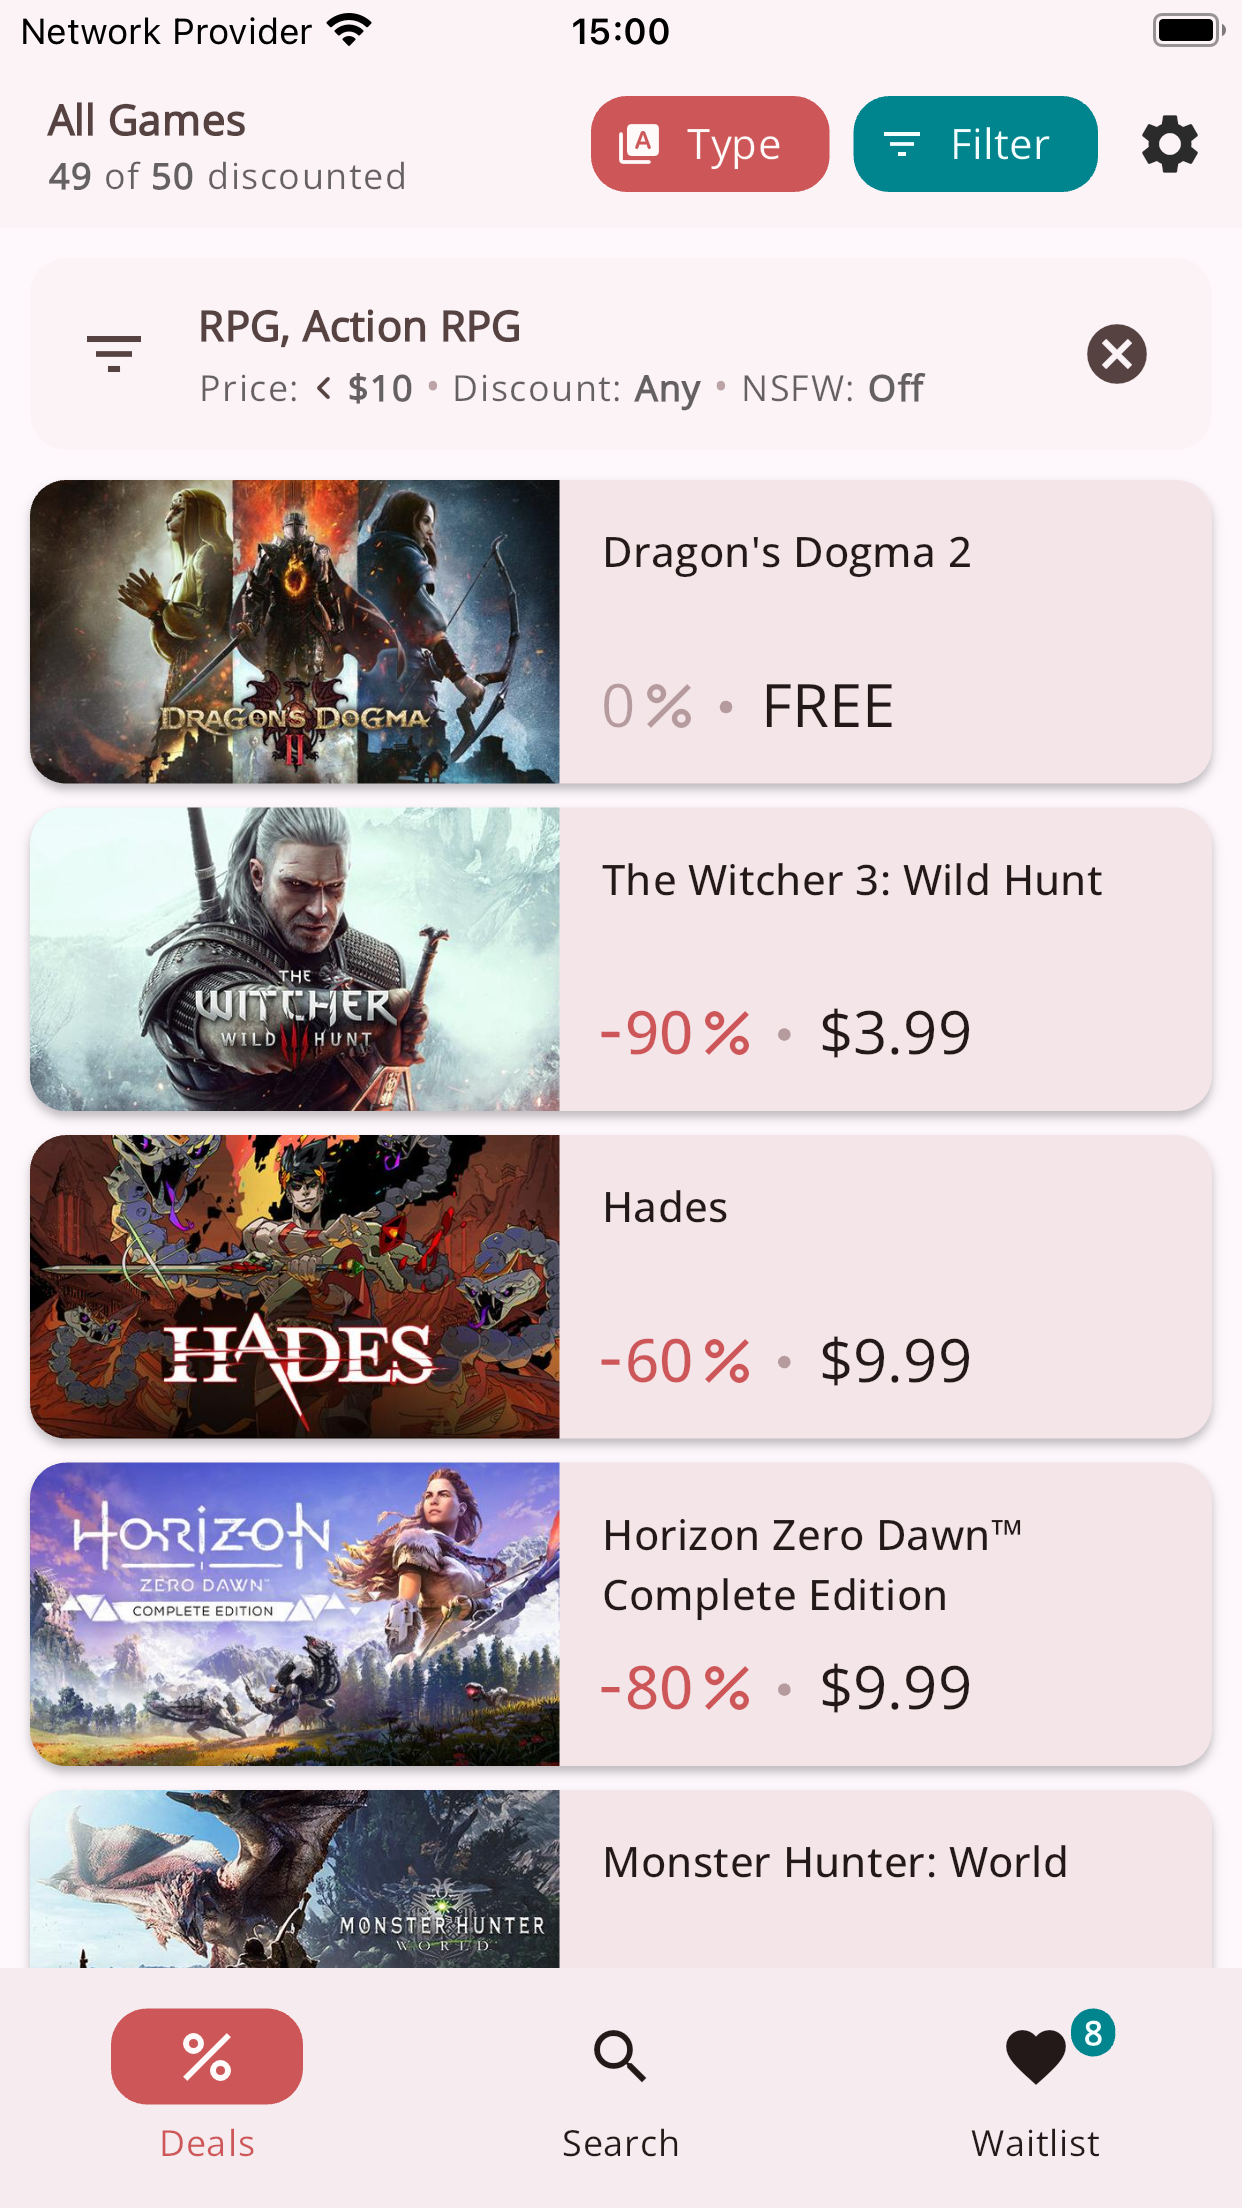 Network Provider
15:00
All Games
49 of 50 discounted
Type
Filter
RPG, Action RPG
Price: < $10 • Discount: Any • NSFW: Off
DRAGON'S DOGMA
II
Dragon's Dogma 2
0% • FREE
THE
WITCHER
WILD III HUNT
The Witcher 3: Wild Hunt
-90% • $3.99
HADES
Hades
-60% • $9.99
HORIZON
ZERO DAWN™
COMPLETE EDITION
Horizon Zero Dawn™
Complete Edition
-80% • $9.99
MONSTER HUNTER
WORLD
Monster Hunter: World
8
Deals
Search
Waitlist